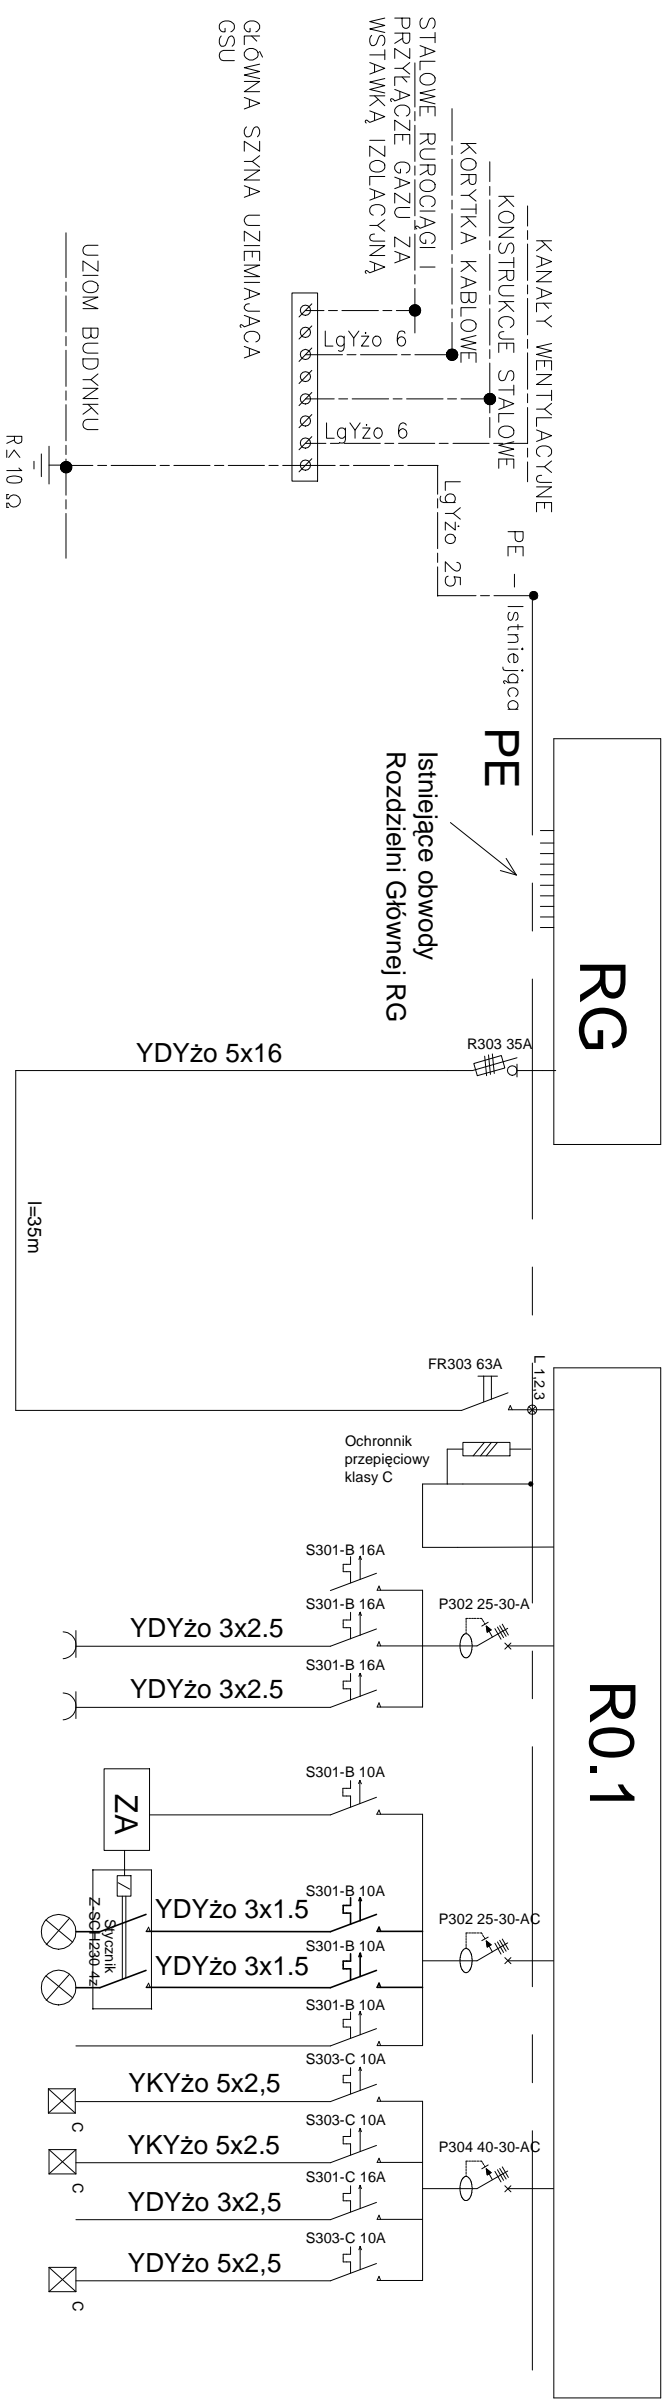 GŁÓWNA SZYNA UZIEMIAJĄCA
GSU
STALOWE RUROCIĄGI I
PRZYŁĄCZE GAZU ZA
WSTAWKĄ IZOLACYJNĄ
KORYTKA KABLOWE
KONSTRUKCJE STALOWE
KANAŁY WENTYLACYJNE
LgYżo 6
LgYżo 6
UZIOM BUDYNKU
R ≤ 10 Ω
LgYżo 25
PE - Istniejąca
PE
Istniejące obwody
Rozdzielni Głównej RG
RG
R303 35A
YDYżo 5x16
l=35m
FR303 63A
L 1,2,3
Ochronnik
przepięciowy
klasy C
R0.1
S301-B 16A
S301-B 16A
P302 25-30-A
YDYżo 3x2.5
S301-B 16A
YDYżo 3x2.5
S301-B 10A
ZA
S301-B 10A
YDYżo 3x1.5
P302 25-30-AC
Stycznik
Z-SCH230 4z
S301-B 10A
YDYżo 3x1.5
S301-B 10A
S303-C 10A
YKYżo 5x2,5
C
S303-C 10A
YKYżo 5x2.5
C
P304 40-30-AC
S301-C 16A
YDYżo 3x2,5
S303-C 10A
YDYżo 5x2,5
C